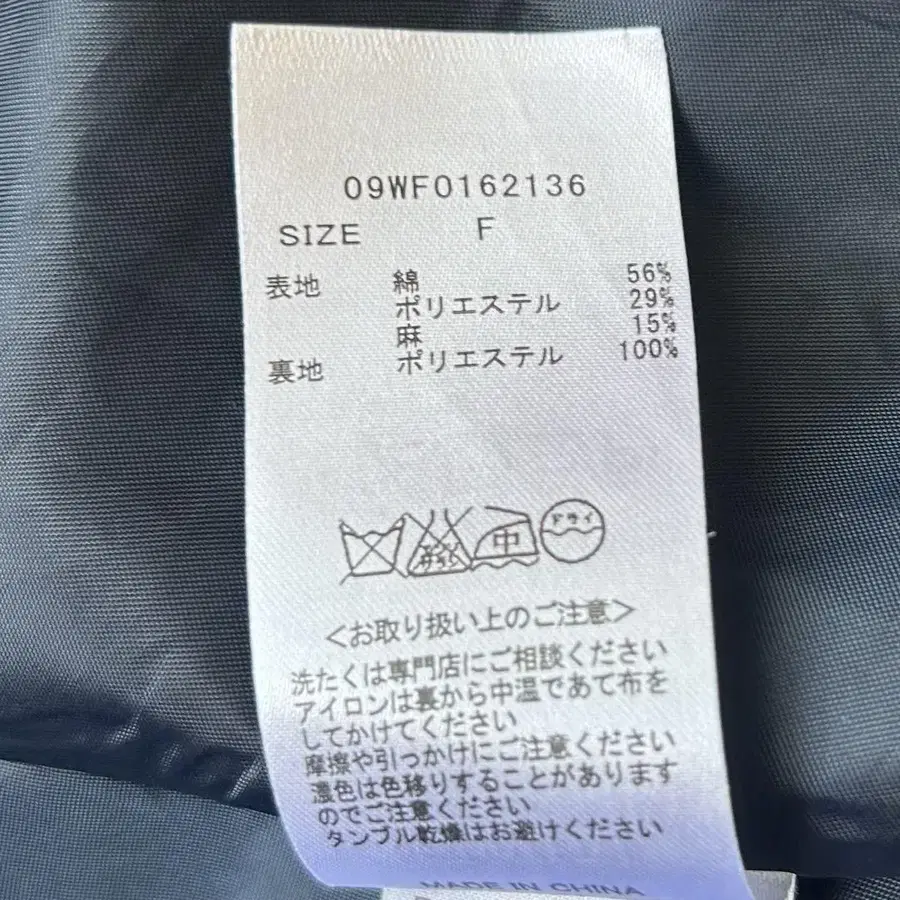 09WF0162136
SIZE F
表地 綿 56%
ポリエステル 29%
麻 15%
裏地 ポリエステル 100%
エンソサラシ
中
ドライ
<お取り扱い上のご注意>
洗たくは専門店にご相談ください
アイロンは裏から中温であて布を
してかけてください
摩擦や引っかけにご注意ください
濃色は色移りすることがあります
のでご注意ください
タンブル乾燥はお避けください
MADE IN CHINA